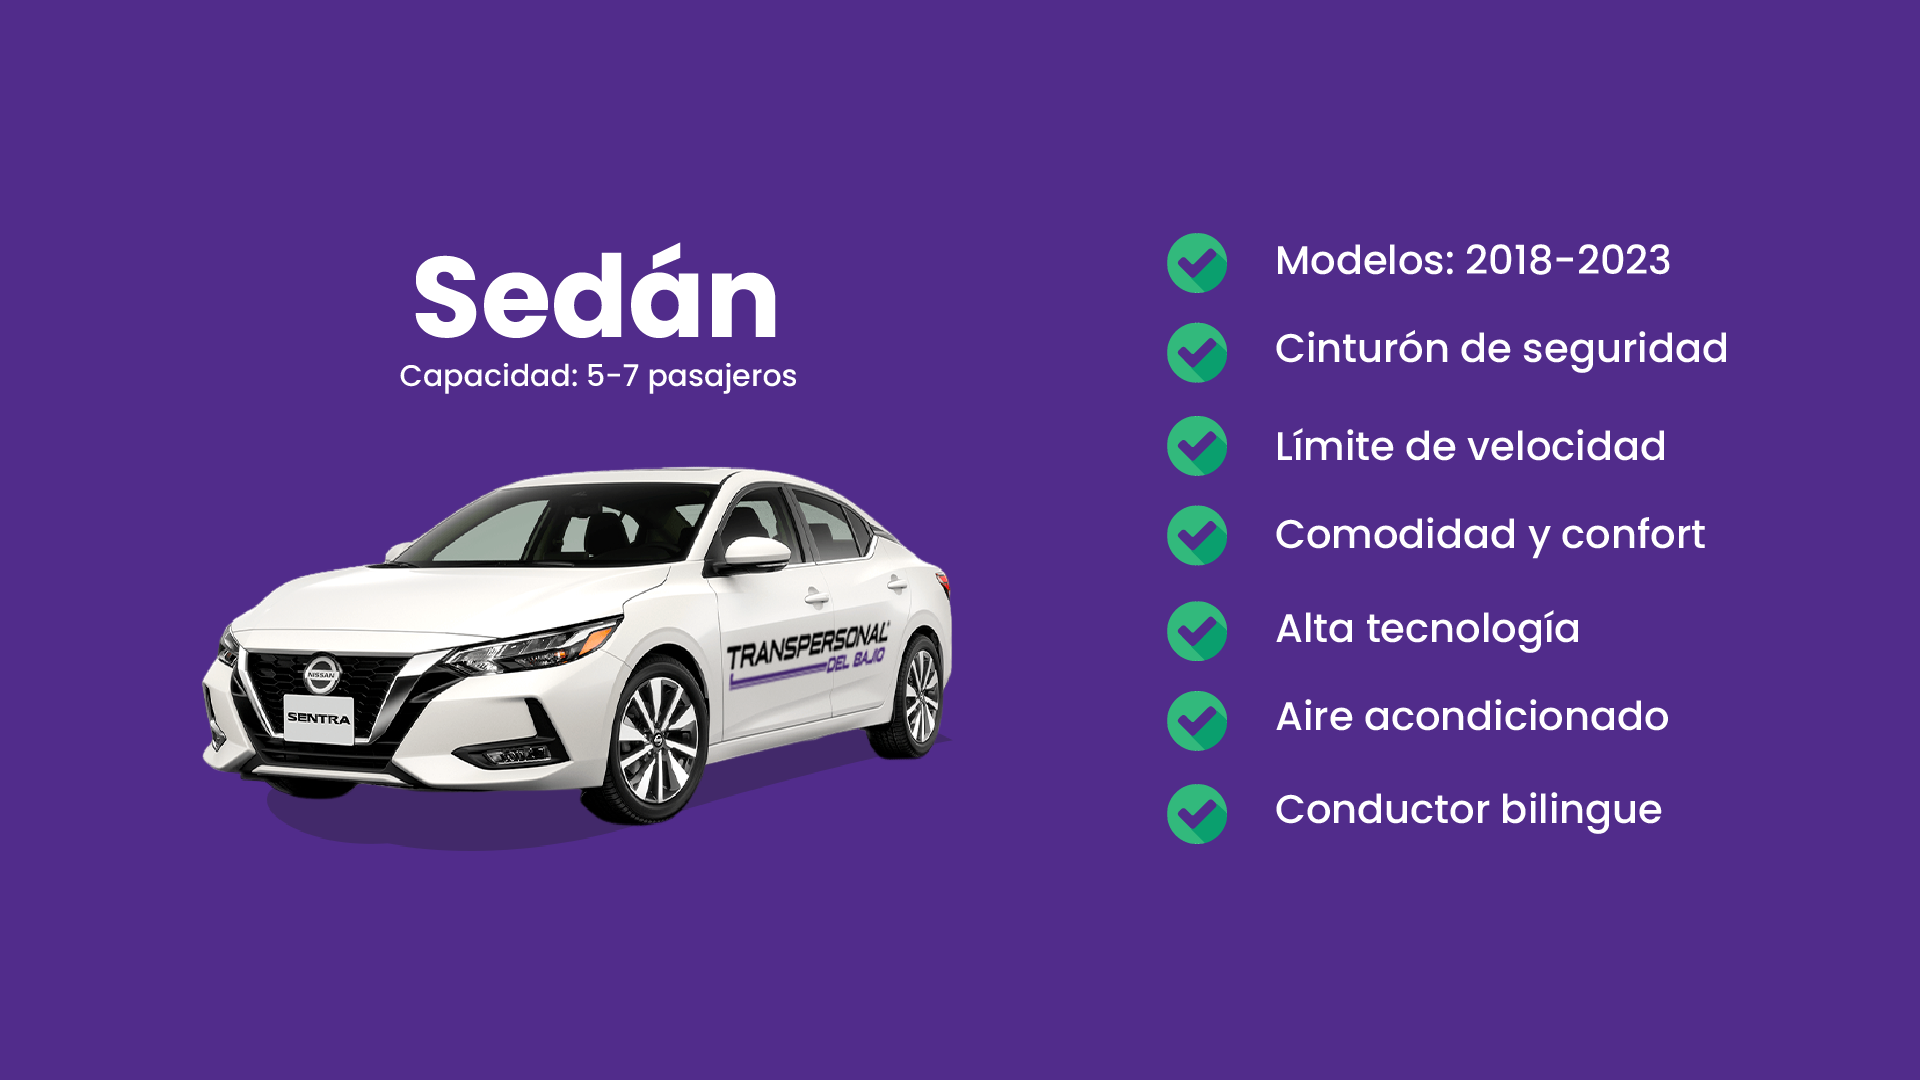 Sedán
Capacidad: 5-7 pasajeros
NISSAN
SENTRA
TRANSPERSONAL
DEL BAJIO
Modelos: 2018-2023
Cinturón de seguridad
Límite de velocidad
Comodidad y confort
Alta tecnología
Aire acondicionado
Conductor bilingue